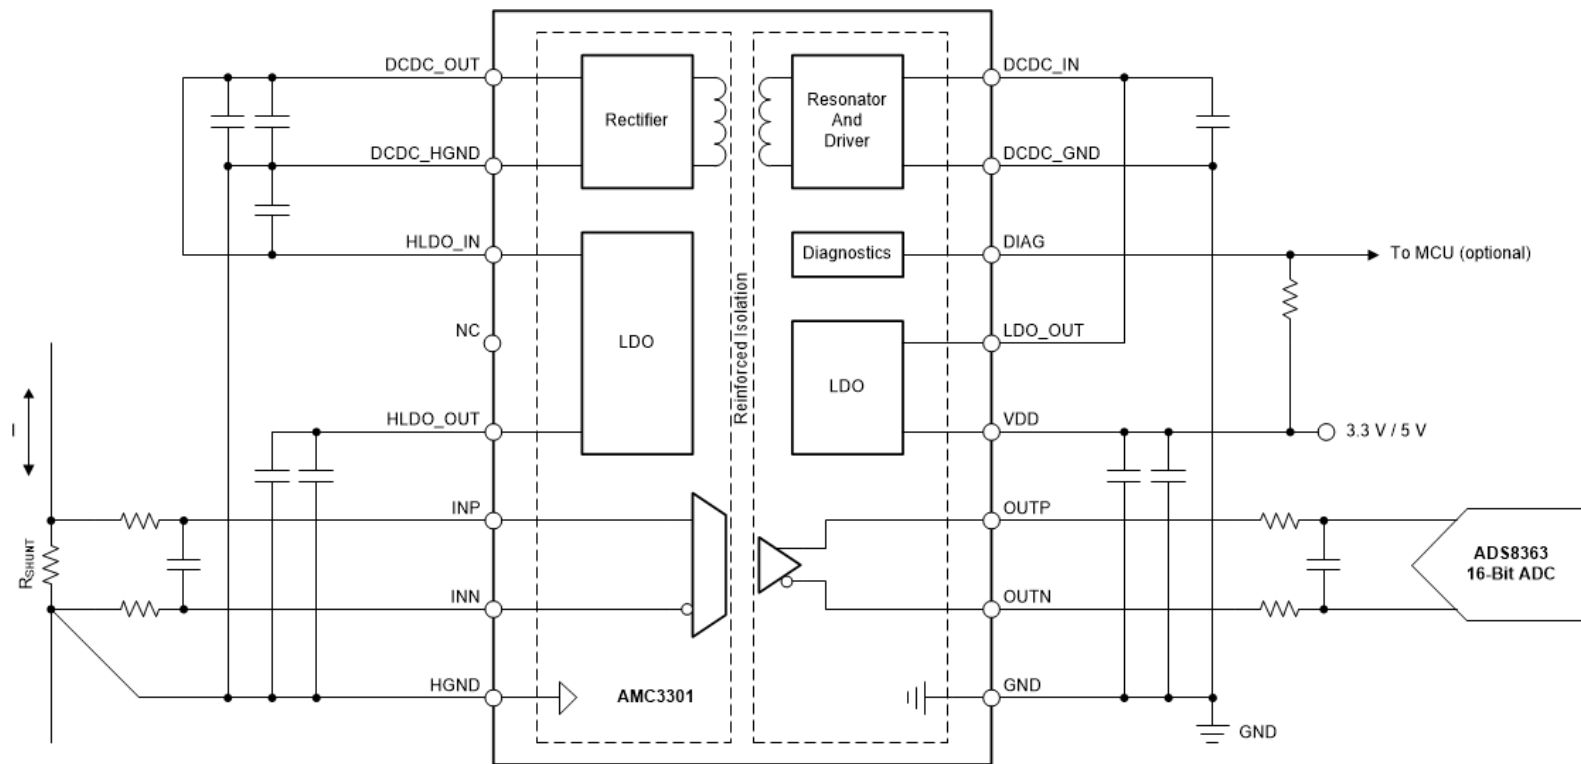 DCDC_OUT
DCDC_HGND
HLDO_IN
NC
HLDO_OUT
INP
INN
HGND
I
RSHUNT
Rectifier
LDO
AMC3301
Reinforced Isolation
Resonator
And
Driver
Diagnostics
LDO
DCDC_IN
DCDC_GND
DIAG
LDO_OUT
VDD
OUTP
OUTN
GND
To MCU (optional)
3.3 V / 5 V
ADS8363
16-Bit ADC
GND